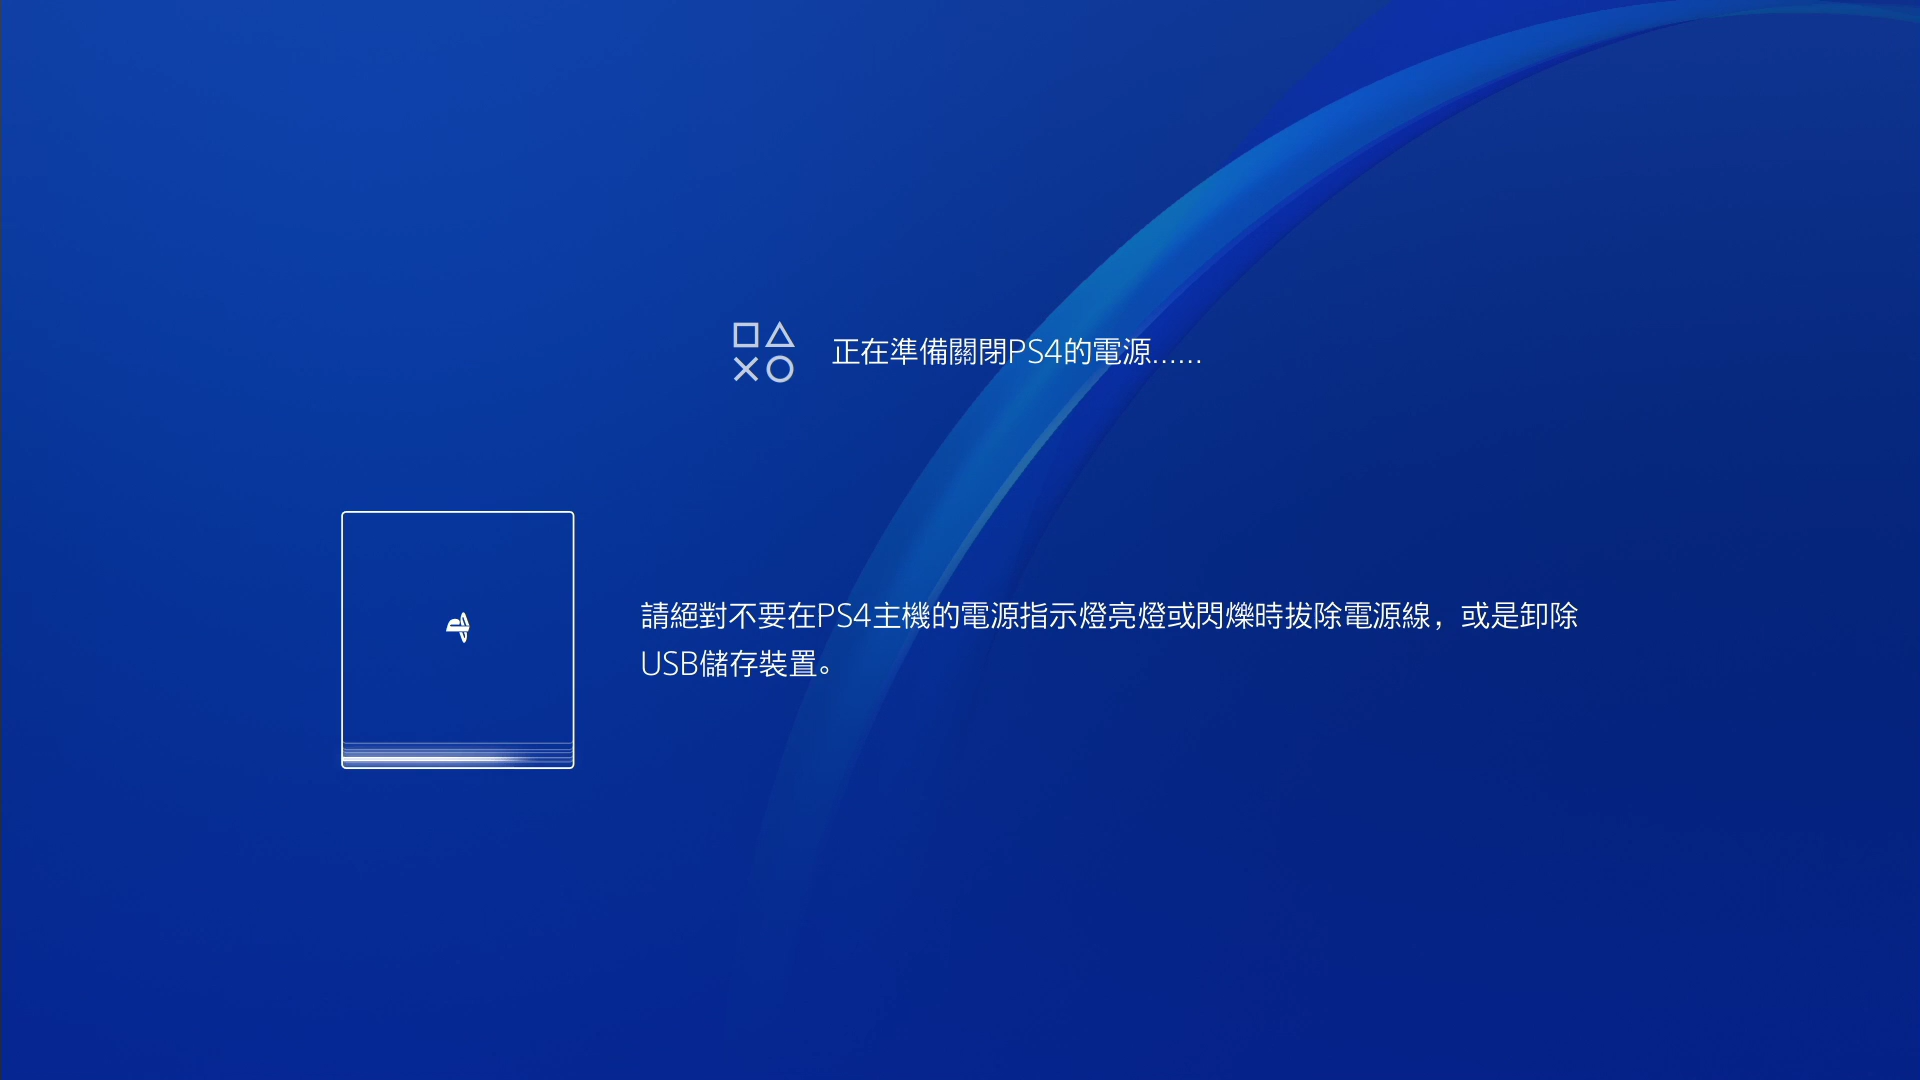 正在準備關閉PS4的電源……
請絕對不要在PS4主機的電源指示燈亮燈或閃爍時拔除電源線，或是卸除
USB儲存裝置。